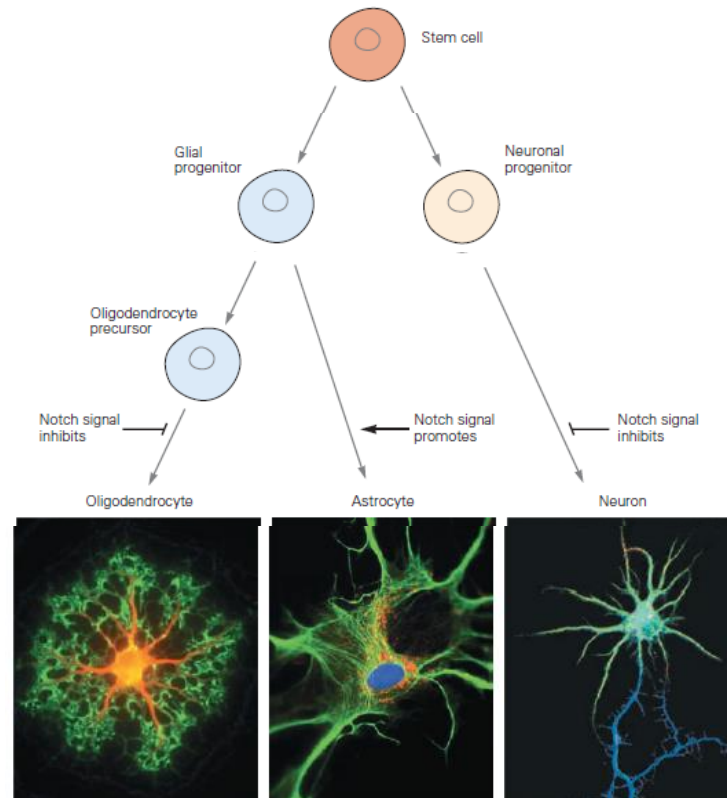 Stem cell
Glial
progenitor
Neuronal
progenitor
Oligodendrocyte
precursor
Notch signal
inhibits
Notch signal
promotes
Notch signal
inhibits
Oligodendrocyte
Astrocyte
Neuron